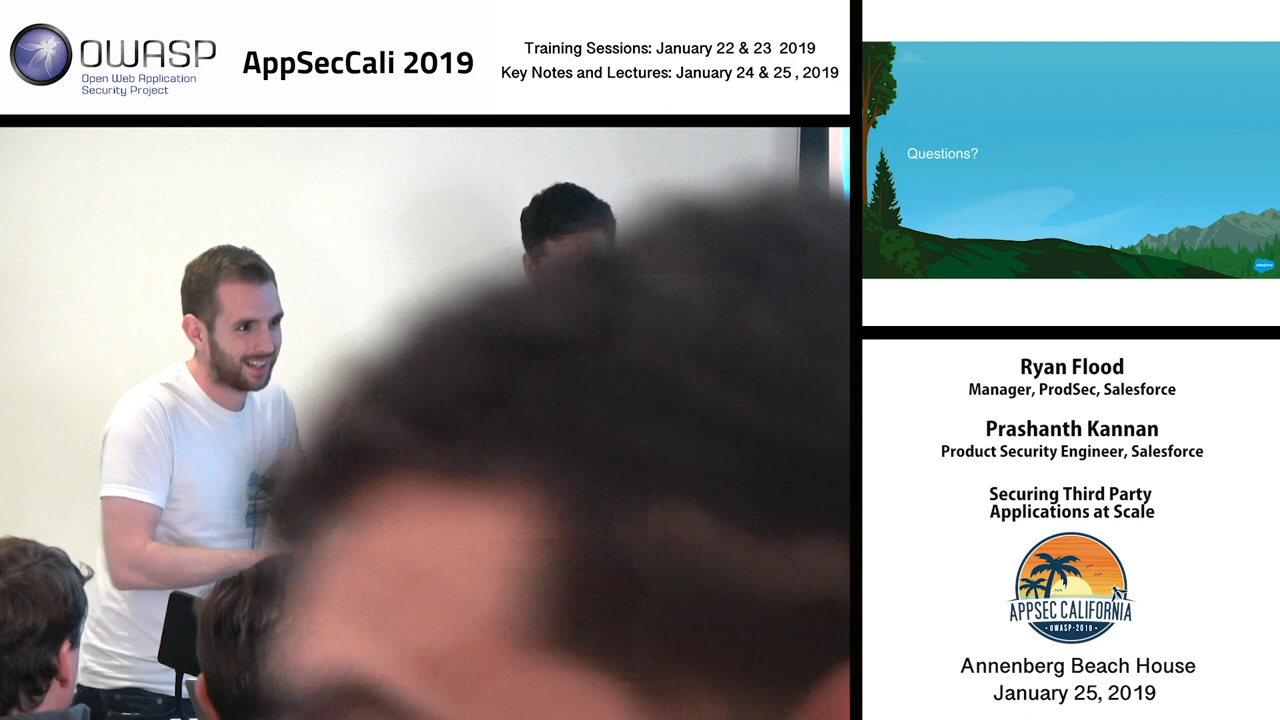 OWASP
Open Web Application
Security Project
AppSecCali 2019
Training Sessions: January 22 & 23 2019
Key Notes and Lectures: January 24 & 25 , 2019
Questions?
salesforce
Ryan Flood
Manager, ProdSec, Salesforce
Prashanth Kannan
Product Security Engineer, Salesforce
Securing Third Party
Applications at Scale
APPSEC CALIFORNIA
• OWASP-2019 •
Annenberg Beach House
January 25, 2019